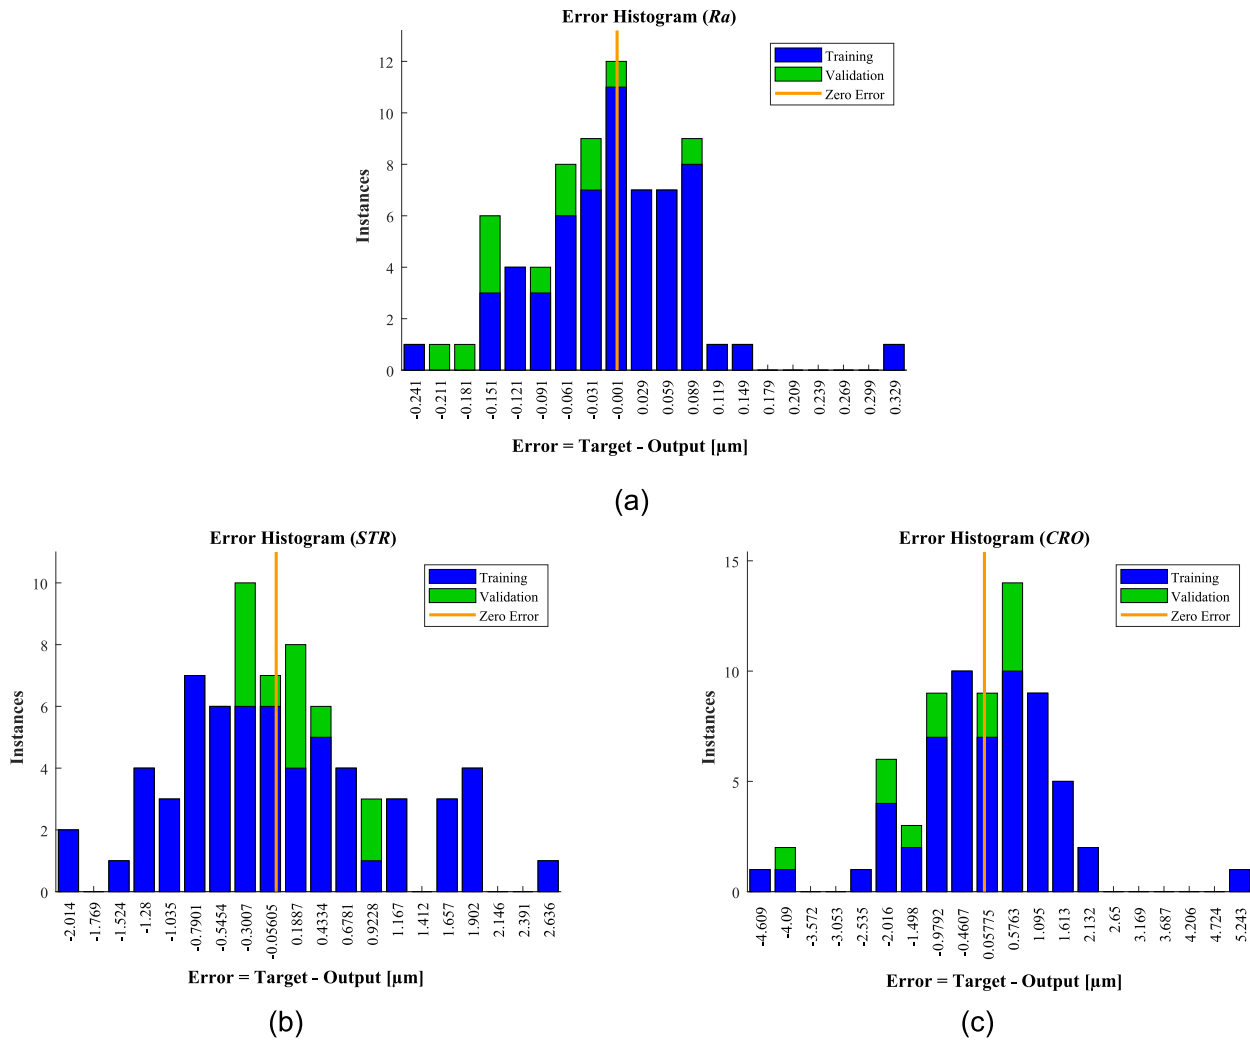 Error Histogram (Ra)
Training
Validation
Zero Error
Instances
12
10
8
6
4
2
0
-0.241 -0.211 -0.181 -0.151 -0.121 -0.091 -0.061 -0.031 -0.001 0.029 0.059 0.089 0.119 0.149 0.179 0.209 0.239 0.269 0.299 0.329
Error = Target - Output [µm]
(a)
Error Histogram (STR)
Training
Validation
Zero Error
Instances
10
8
6
4
2
0
-2.014 -1.769 -1.524 -1.28 -1.035 -0.7901 -0.5454 -0.3007 -0.05605 0.1887 0.4334 0.6781 0.9228 1.167 1.412 1.657 1.902 2.146 2.391 2.636
Error = Target - Output [µm]
(b)
Error Histogram (CRO)
Training
Validation
Zero Error
Instances
15
10
5
0
-4.609 -4.09 -3.572 -3.053 -2.535 -2.016 -1.498 -0.9792 -0.4607 0.05775 0.5763 1.095 1.613 2.132 2.65 3.169 3.687 4.206 4.724 5.243
Error = Target - Output [µm]
(c)